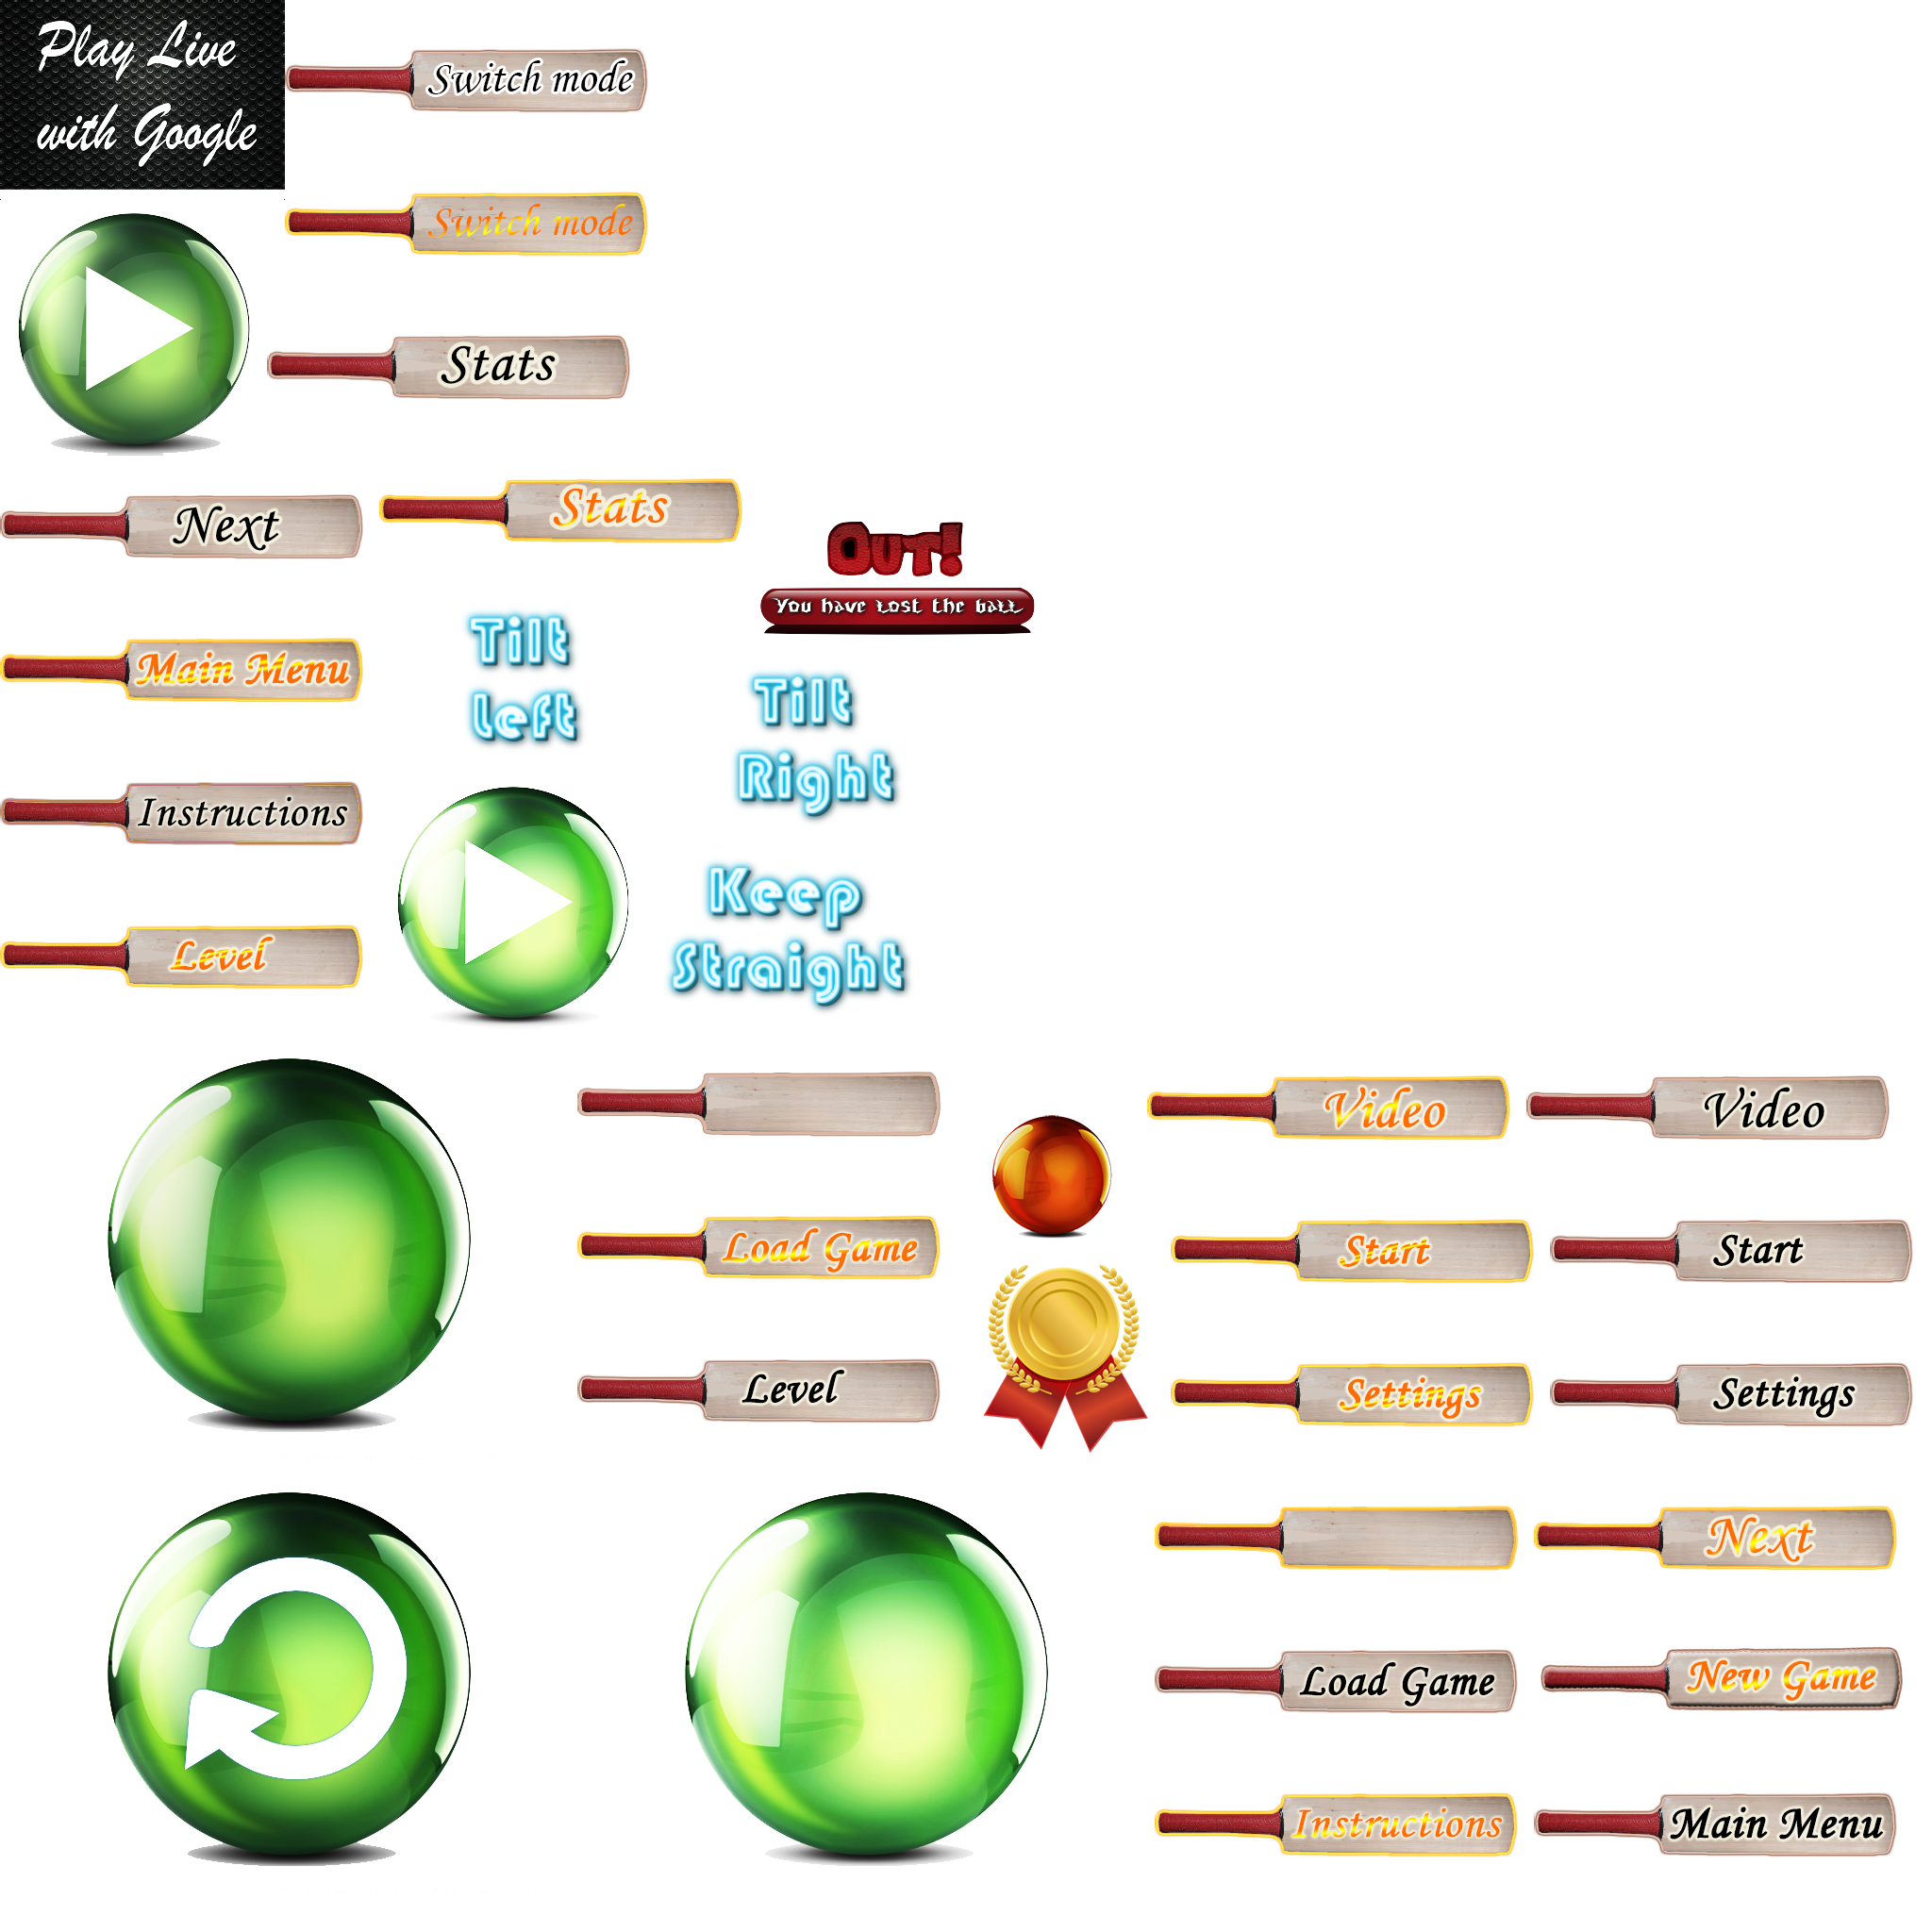 Play Live
with Google
Switch mode
Switch mode
Stats
Next
Stats
Out!
You have lost the ball
Tilt
Left
Main Menu
Tilt
Right
Instructions
Keep
Straight
Level
Video
Video
Load Game
Start
Start
Level
Settings
Settings
Next
Load Game
New Game
Instructions
Main Menu